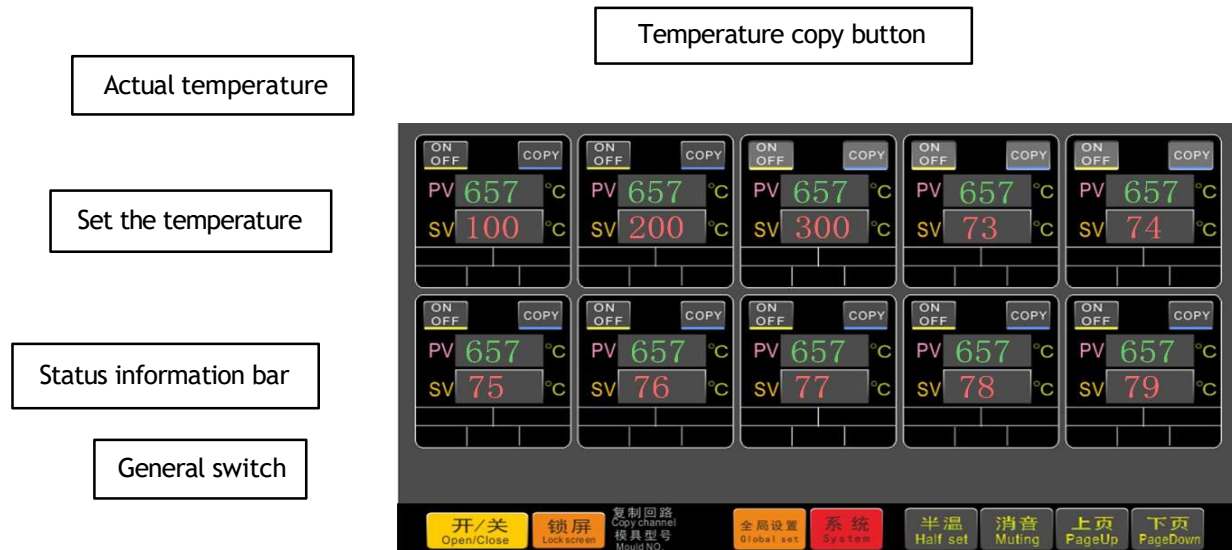 Temperature copy button
Actual temperature
Set the temperature
Status information bar
General switch
ON OFF COPY ON OFF COPY ON OFF COPY ON OFF COPY ON OFF COPY
PV 657 °C PV 657 °C PV 657 °C PV 657 °C PV 657 °C
SV 100 °C SV 200 °C SV 300 °C SV 73 °C SV 74 °C
ON OFF COPY ON OFF COPY ON OFF COPY ON OFF COPY ON OFF COPY
PV 657 °C PV 657 °C PV 657 °C PV 657 °C PV 657 °C
SV 75 °C SV 76 °C SV 77 °C SV 78 °C SV 79 °C
开/关
Open/Close
锁屏
Lockscreen
复制回路
Copy channel
模具型号
Mould NO.
全局设置
Global set
系统
System
半温
Half set
消音
Muting
上页
PageUp
下页
PageDown